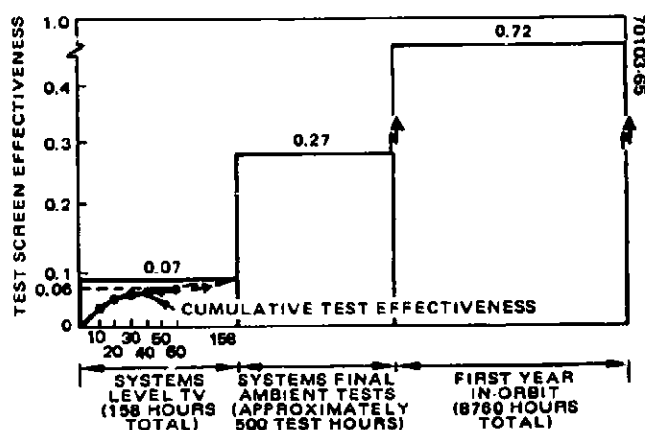 TEST SCREEN EFFECTIVENESS
1.0
0.3
0.2
0.1
0.06
0
0.07
0.27
0.72
70103-65
CUMULATIVE TEST EFFECTIVENESS
10
20
30
40
50
60
158
SYSTEMS
LEVEL TV
(158 HOURS
TOTAL)
SYSTEMS FINAL
AMBIENT TESTS
(APPROXIMATELY
500 TEST HOURS)
FIRST YEAR
IN-ORBIT
(8760 HOURS
TOTAL)